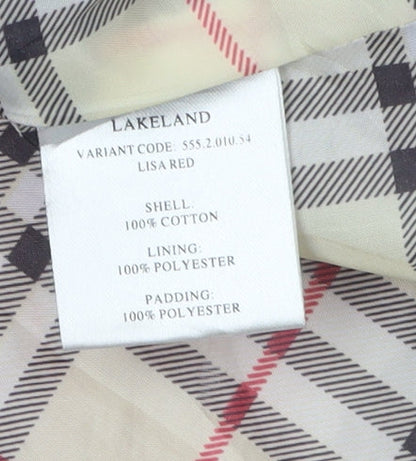 LAKELAND
VARIANT CODE: 555.2.010.54
LISA RED
SHELL:
100% COTTON
LINING:
100% POLYESTER
PADDING:
100% POLYESTER